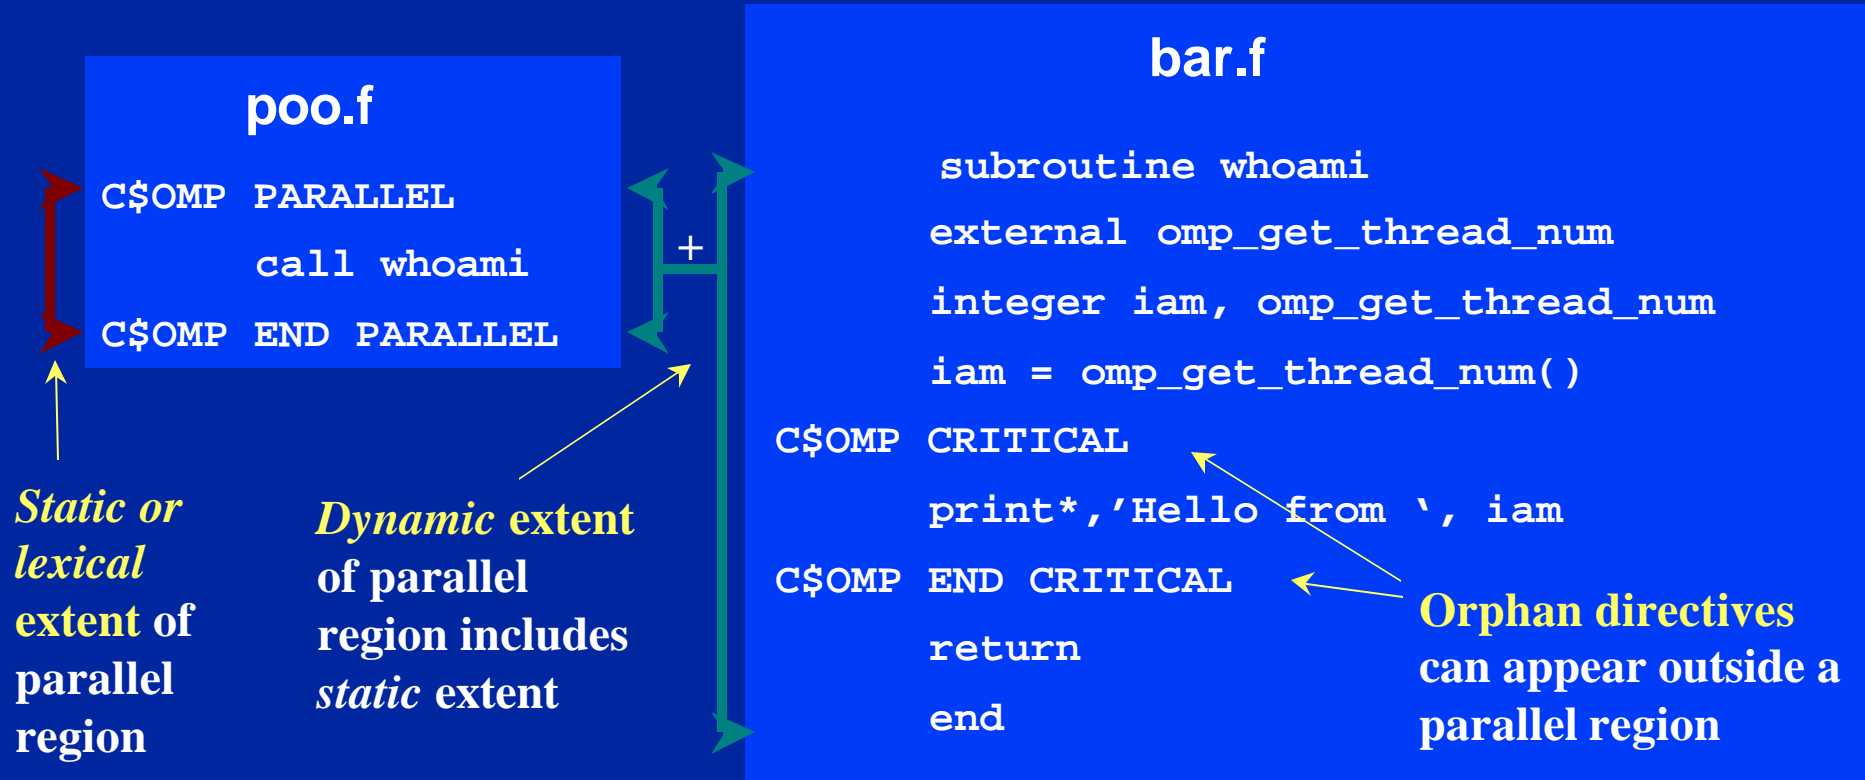 poo.f
C$OMP PARALLEL
call whoami
C$OMP END PARALLEL
+
bar.f
subroutine whoami
external omp_get_thread_num
integer iam, omp_get_thread_num
iam = omp_get_thread_num()
C$OMP CRITICAL
print*,’Hello from ‘, iam
C$OMP END CRITICAL
return
end
Static or
lexical
extent of
parallel
region
Dynamic extent
of parallel
region includes
static extent
Orphan directives
can appear outside a
parallel region